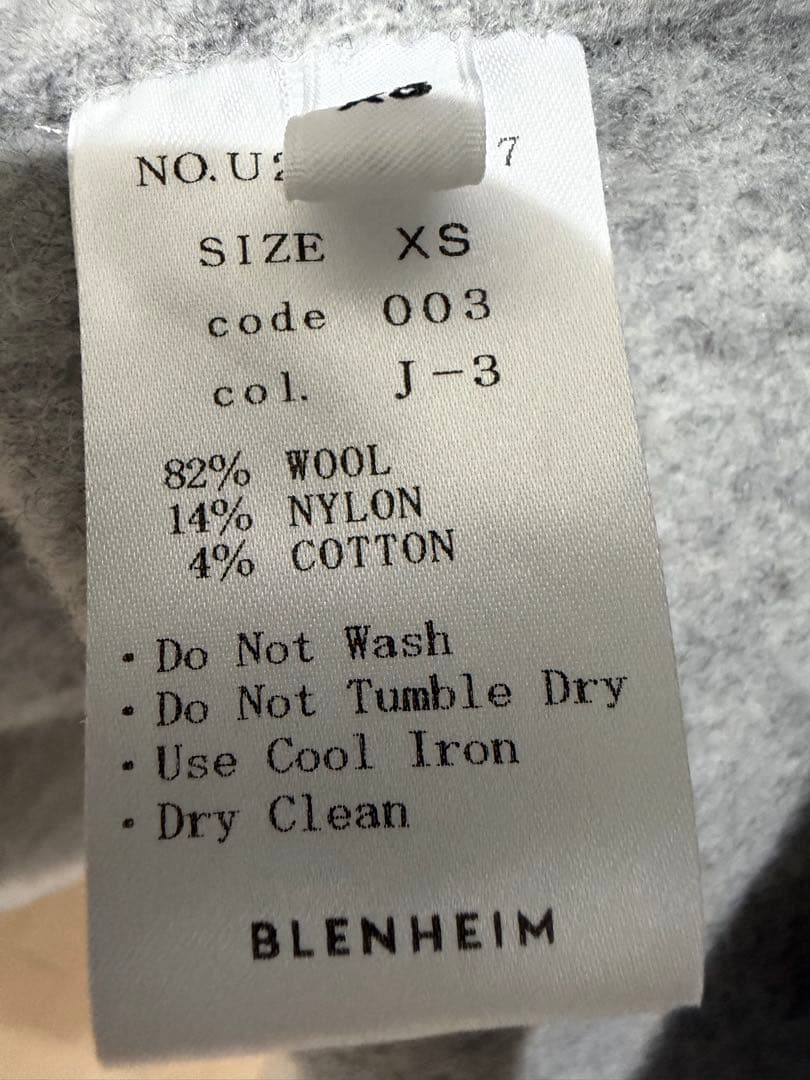 SIZE XS
code 003
col. J-3
82% WOOL
14% NYLON
4% COTTON
・Do Not Wash
・Do Not Tumble Dry
・Use Cool Iron
・Dry Clean
BLENHEIM